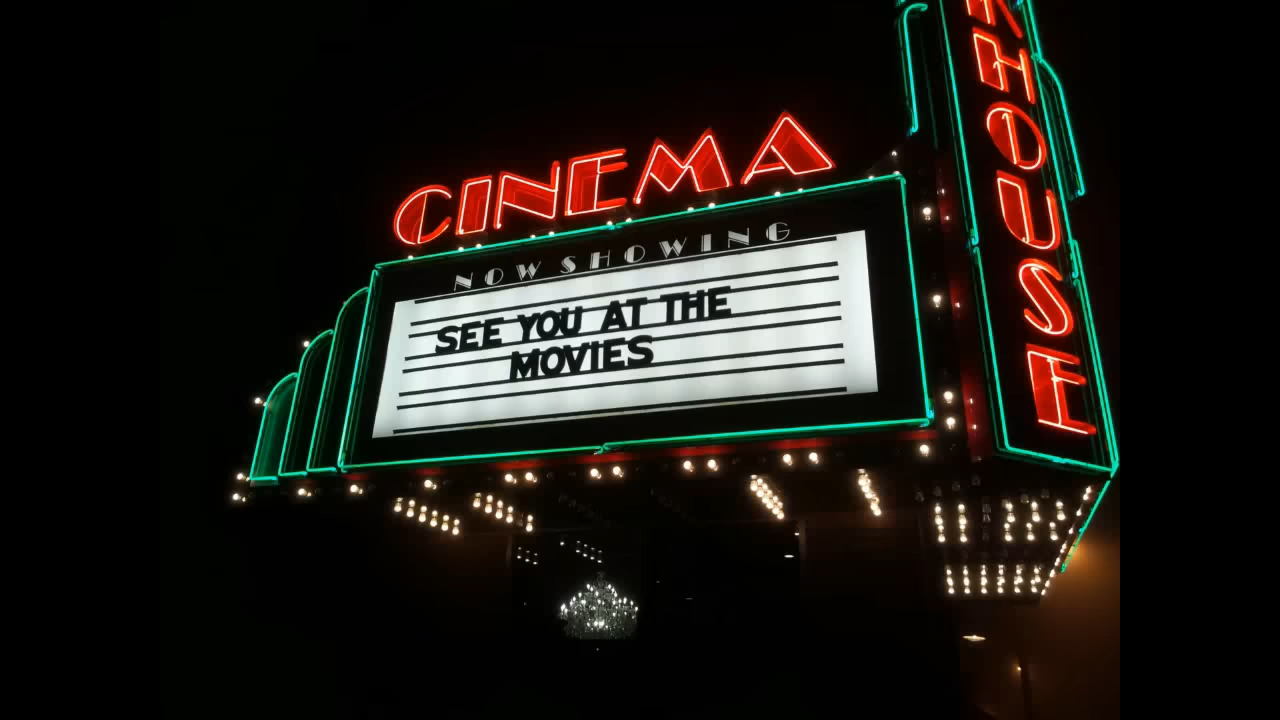 CINEMA
NOW SHOWING
SEE YOU AT THE
MOVIES
HOUSE